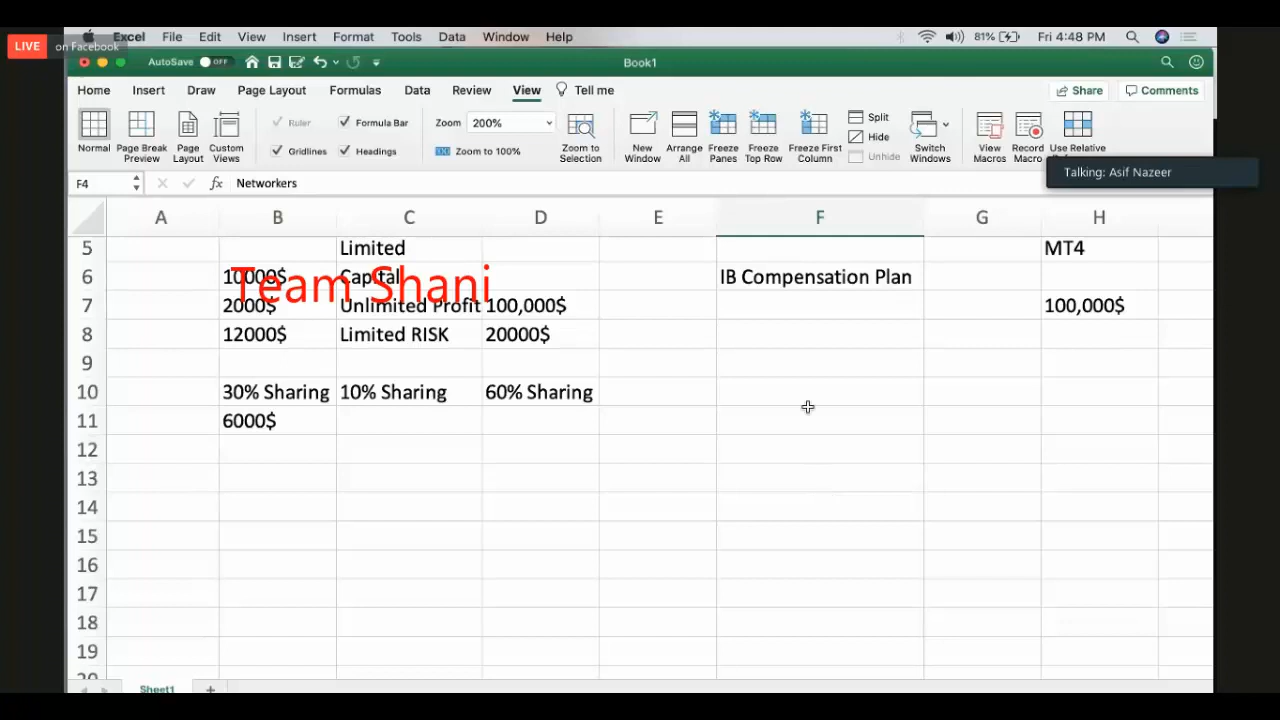 LIVE on Facebook
Excel File Edit View Insert Format Tools Data Window Help 81% Fri 4:48 PM
AutoSave OFF Book1
Home Insert Draw Page Layout Formulas Data Review View Tell me Share Comments
Normal Page Break Preview Page Layout Custom Views Ruler Formula Bar Gridlines Headings Zoom 200% Zoom to 100% Zoom to Selection New Window Arrange All Freeze Panes Freeze Top Row Freeze First Column Split Hide Unhide Switch Windows View Macros Record Macro Use Relative
Talking: Asif Nazeer
F4 fx Networkers
A B C D E F G H
5 Limited MT4
6 10000$ Capital IB Compensation Plan
Team Shani
7 2000$ Unlimited Profit 100,000$ 100,000$
8 12000$ Limited RISK 20000$
9
10 30% Sharing 10% Sharing 60% Sharing
11 6000$
12
13
14
15
16
17
18
19
20
Sheet1 +